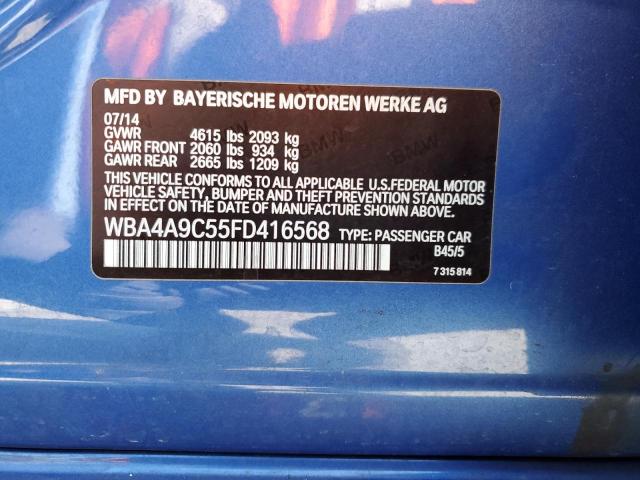 MFD BY BAYERISCHE MOTOREN WERKE AG
07/14
GVWR 4615 lbs 2093 kg
GAWR FRONT 2060 lbs 934 kg
GAWR REAR 2665 lbs 1209 kg
THIS VEHICLE CONFORMS TO ALL APPLICABLE U.S.FEDERAL MOTOR
VEHICLE SAFETY, BUMPER AND THEFT PREVENTION STANDARDS
IN EFFECT ON THE DATE OF MANUFACTURE SHOWN ABOVE.
WBA4A9C55FD416568 TYPE: PASSENGER CAR
B45/5
7 315 814